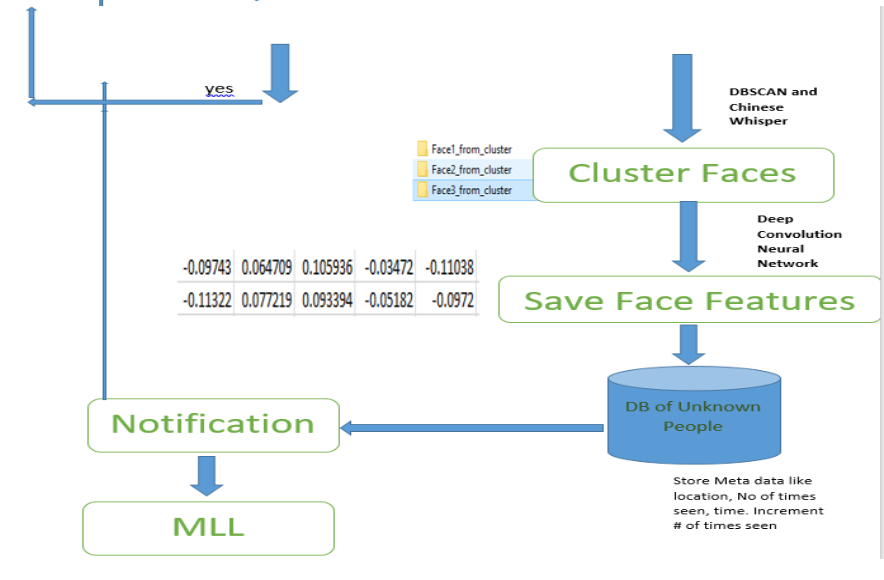 yes
DBSCAN and
Chinese
Whisper
Face1_from_cluster
Face2_from_cluster
Face3_from_cluster
Cluster Faces
Deep
Convolution
Neural
Network
-0.09743 0.064709 0.105936 -0.03472 -0.11038
-0.11322 0.077219 0.093394 -0.05182 -0.0972
Save Face Features
DB of Unknown
People
Notification
Store Meta data like
location, No of times
seen, time. Increment
# of times seen
MLL